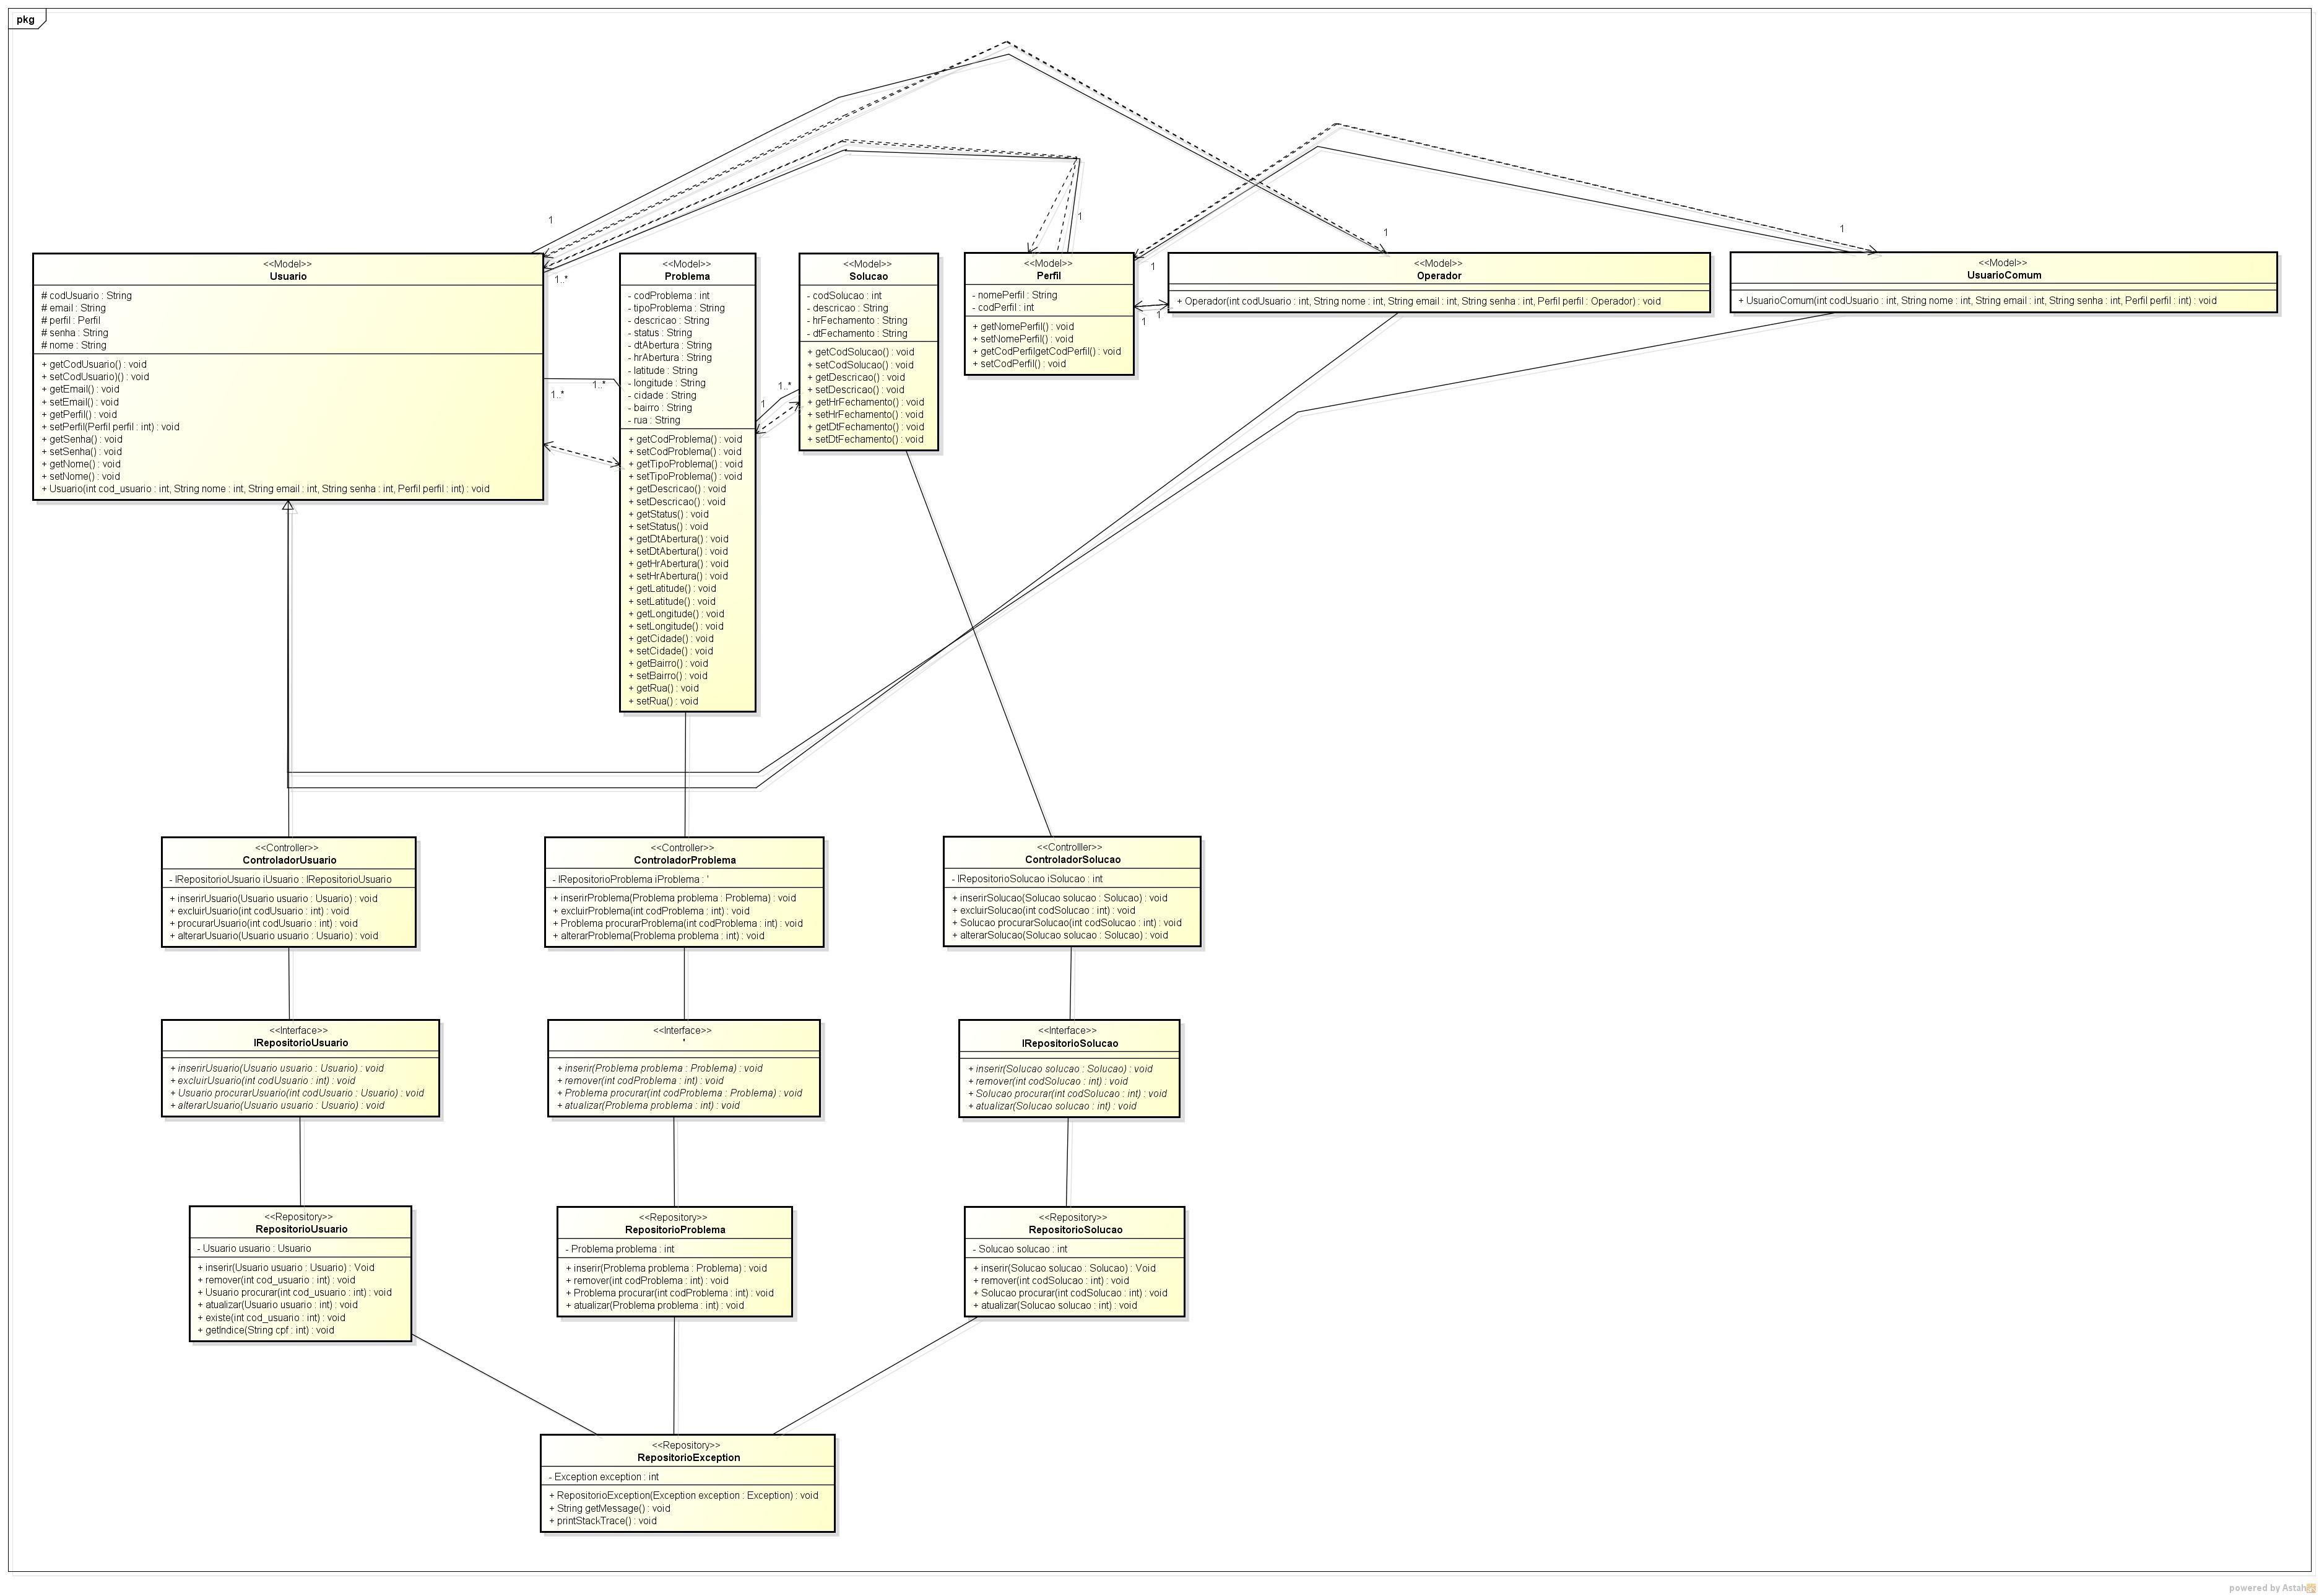 pkg
1
1
1
1
1..*
1
<<Model>>
Usuario
# codUsuario : String
# email : String
# perfil : Perfil
# senha : String
# nome : String
+ getCodUsuario() : void
+ setCodUsuario)() : void
+ getEmail() : void
+ setEmail() : void
+ getPerfil() : void
+ setPerfil(Perfil perfil : int) : void
+ getSenha() : void
+ setSenha() : void
+ getNome() : void
+ setNome() : void
+ Usuario(int cod_usuario : int, String nome : int, String email : int, String senha : int, Perfil perfil : int) : void
1..*
1..*
<<Model>>
Problema
- codProblema : int
- tipoProblema : String
- descricao : String
- status : String
- dtAbertura : String
- hrAbertura : String
- latitude : String
- longitude : String
- cidade : String
- bairro : String
- rua : String
+ getCodProblema() : void
+ setCodProblema() : void
+ getTipoProblema() : void
+ setTipoProblema() : void
+ getDescricao() : void
+ setDescricao() : void
+ getStatus() : void
+ setStatus() : void
+ getDtAbertura() : void
+ setDtAbertura() : void
+ getHrAbertura() : void
+ setHrAbertura() : void
+ getLatitude() : void
+ setLatitude() : void
+ getLongitude() : void
+ setLongitude() : void
+ getCidade() : void
+ setCidade() : void
+ getBairro() : void
+ setBairro() : void
+ getRua() : void
+ setRua() : void
1
1..*
<<Model>>
Solucao
- codSolucao : int
- descricao : String
- hrFechamento : String
- dtFechamento : String
+ getCodSolucao() : void
+ setCodSolucao() : void
+ getDescricao() : void
+ setDescricao() : void
+ getHrFechamento() : void
+ setHrFechamento() : void
+ getDtFechamento() : void
+ setDtFechamento() : void
<<Model>>
Perfil
- nomePerfil : String
- codPerfil : int
+ getNomePerfil() : void
+ setNomePerfil() : void
+ getCodPerfilgetCodPerfil() : void
+ setCodPerfil() : void
1
1
<<Model>>
Operador
+ Operador(int codUsuario : int, String nome : int, String email : int, String senha : int, Perfil perfil : Operador) : void
<<Model>>
UsuarioComum
+ UsuarioComum(int codUsuario : int, String nome : int, String email : int, String senha : int, Perfil perfil : int) : void
<<Controller>>
ControladorUsuario
- IRepositorioUsuario iUsuario : IRepositorioUsuario
+ inserirUsuario(Usuario usuario : Usuario) : void
+ excluirUsuario(int codUsuario : int) : void
+ procurarUsuario(int codUsuario : int) : void
+ alterarUsuario(Usuario usuario : Usuario) : void
<<Controller>>
ControladorProblema
- IRepositorioProblema iProblema : '
+ inserirProblema(Problema problema : Problema) : void
+ excluirProblema(int codProblema : int) : void
+ Problema procurarProblema(int codProblema : int) : void
+ alterarProblema(Problema problema : int) : void
<<Controlller>>
ControladorSolucao
- IRepositorioSolucao iSolucao : int
+ inserirSolucao(Solucao solucao : Solucao) : void
+ excluirSolucao(int codSolucao : int) : void
+ Solucao procurarSolucao(int codSolucao : int) : void
+ alterarSolucao(Solucao solucao : Solucao) : void
<<Interface>>
IRepositorioUsuario
+ inserirUsuario(Usuario usuario : Usuario) : void
+ excluirUsuario(int codUsuario : int) : void
+ Usuario procurarUsuario(int codUsuario : Usuario) : void
+ alterarUsuario(Usuario usuario : Usuario) : void
<<Interface>>
'
+ inserir(Problema problema : Problema) : void
+ remover(int codProblema : int) : void
+ Problema procurar(int codProblema : Problema) : void
+ atualizar(Problema problema : int) : void
<<Interface>>
IRepositorioSolucao
+ inserir(Solucao solucao : Solucao) : void
+ remover(int codSolucao : int) : void
+ Solucao procurar(int codSolucao : int) : void
+ atualizar(Solucao solucao : int) : void
<<Repository>>
RepositorioUsuario
- Usuario usuario : Usuario
+ inserir(Usuario usuario : Usuario) : Void
+ remover(int cod_usuario : int) : void
+ Usuario procurar(int cod_usuario : int) : void
+ atualizar(Usuario usuario : int) : void
+ existe(int cod_usuario : int) : void
+ getIndice(String cpf : int) : void
<<Repository>>
RepositorioProblema
- Problema problema : int
+ inserir(Problema problema : Problema) : void
+ remover(int codProblema : int) : void
+ Problema procurar(int codProblema : int) : void
+ atualizar(Problema problema : int) : void
<<Repository>>
RepositorioSolucao
- Solucao solucao : int
+ inserir(Solucao solucao : Solucao) : Void
+ remover(int codSolucao : int) : void
+ Solucao procurar(int codSolucao : int) : void
+ atualizar(Solucao solucao : int) : void
<<Repository>>
RepositorioException
- Exception exception : int
+ RepositorioException(Exception exception : Exception) : void
+ String getMessage() : void
+ printStackTrace() : void
powered by Astah